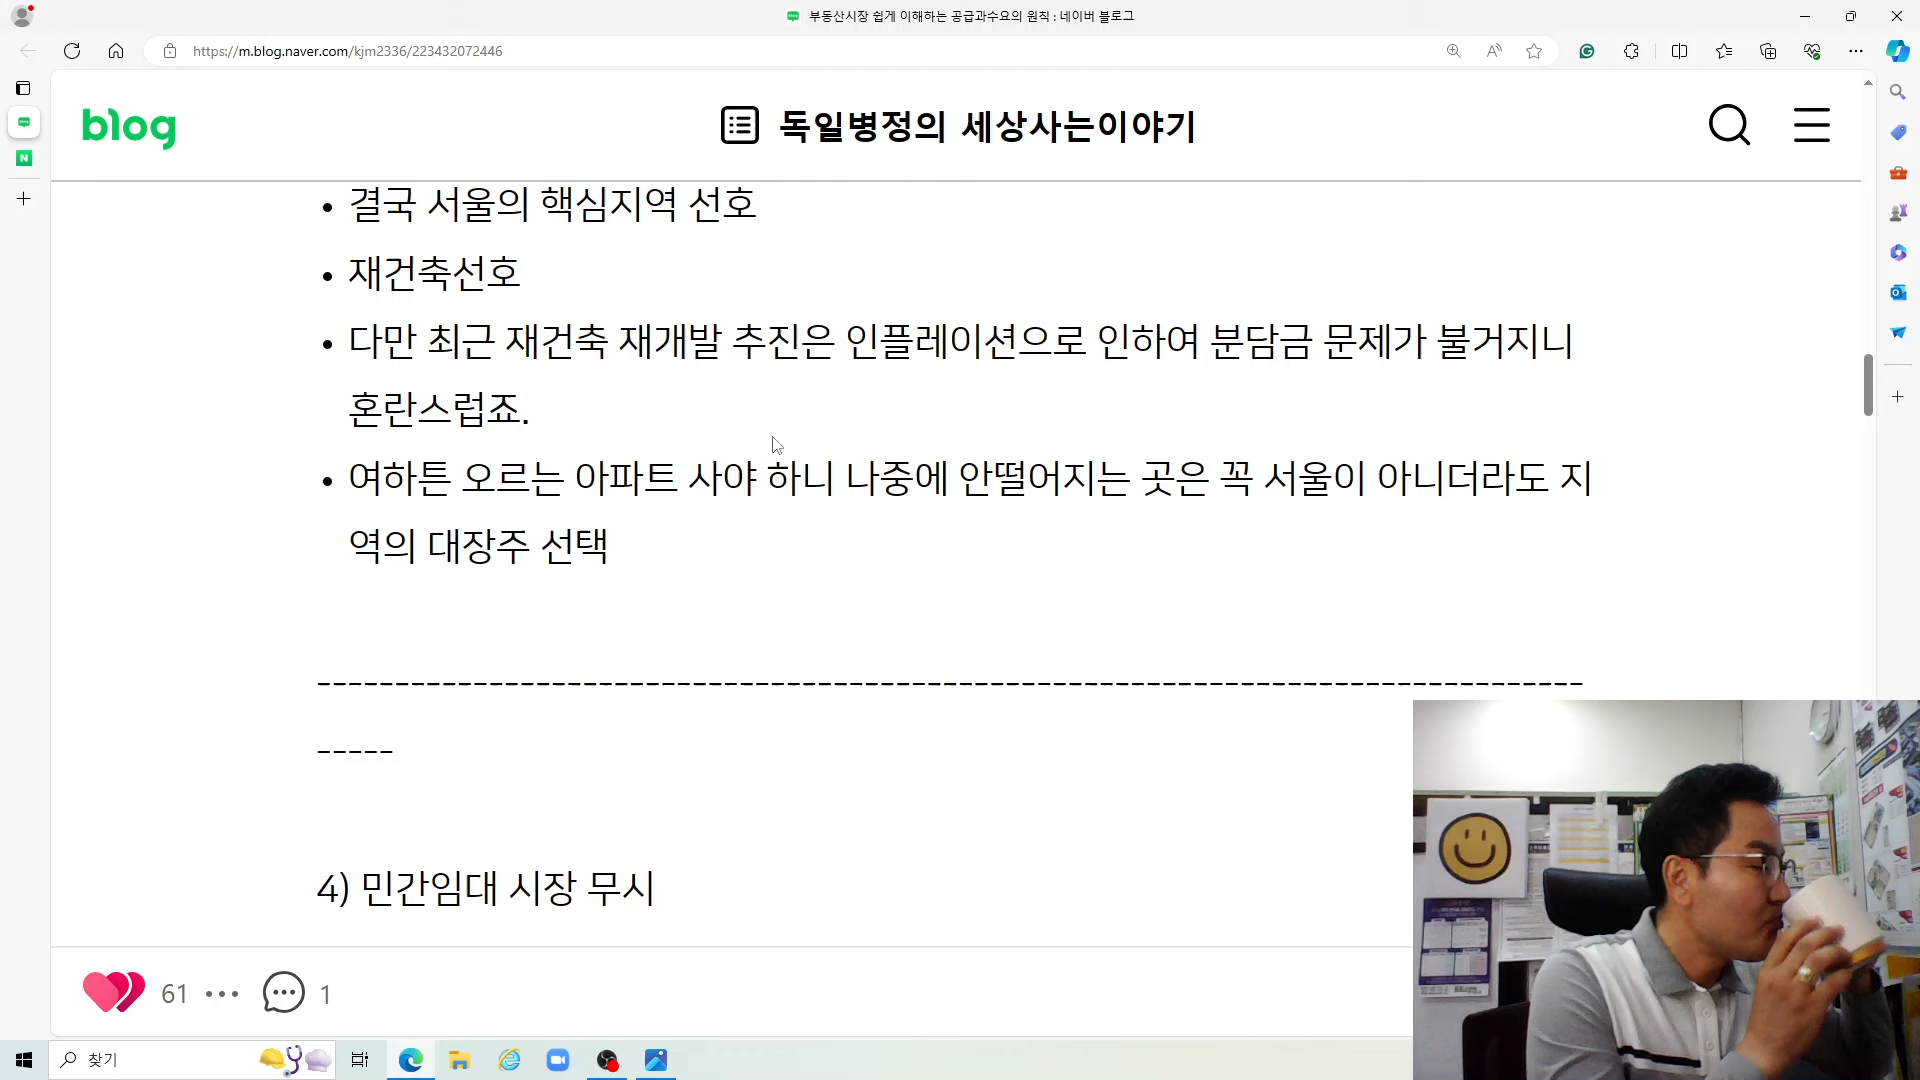 부동산시장 쉽게 이해하는 공급과수요의 원칙 : 네이버 블로그
https://m.blog.naver.com/kjm2336/223432072446
blog
독일병정의 세상사는이야기
• 결국 서울의 핵심지역 선호
• 재건축선호
• 다만 최근 재건축 재개발 추진은 인플레이션으로 인하여 분담금 문제가 불거지니
혼란스럽죠.
• 여하튼 오르는 아파트 사야 하니 나중에 안떨어지는 곳은 꼭 서울이 아니더라도 지
역의 대장주 선택
---------------------------------------------------------------------------------
-----
4) 민간임대 시장 무시
61
1
찾기